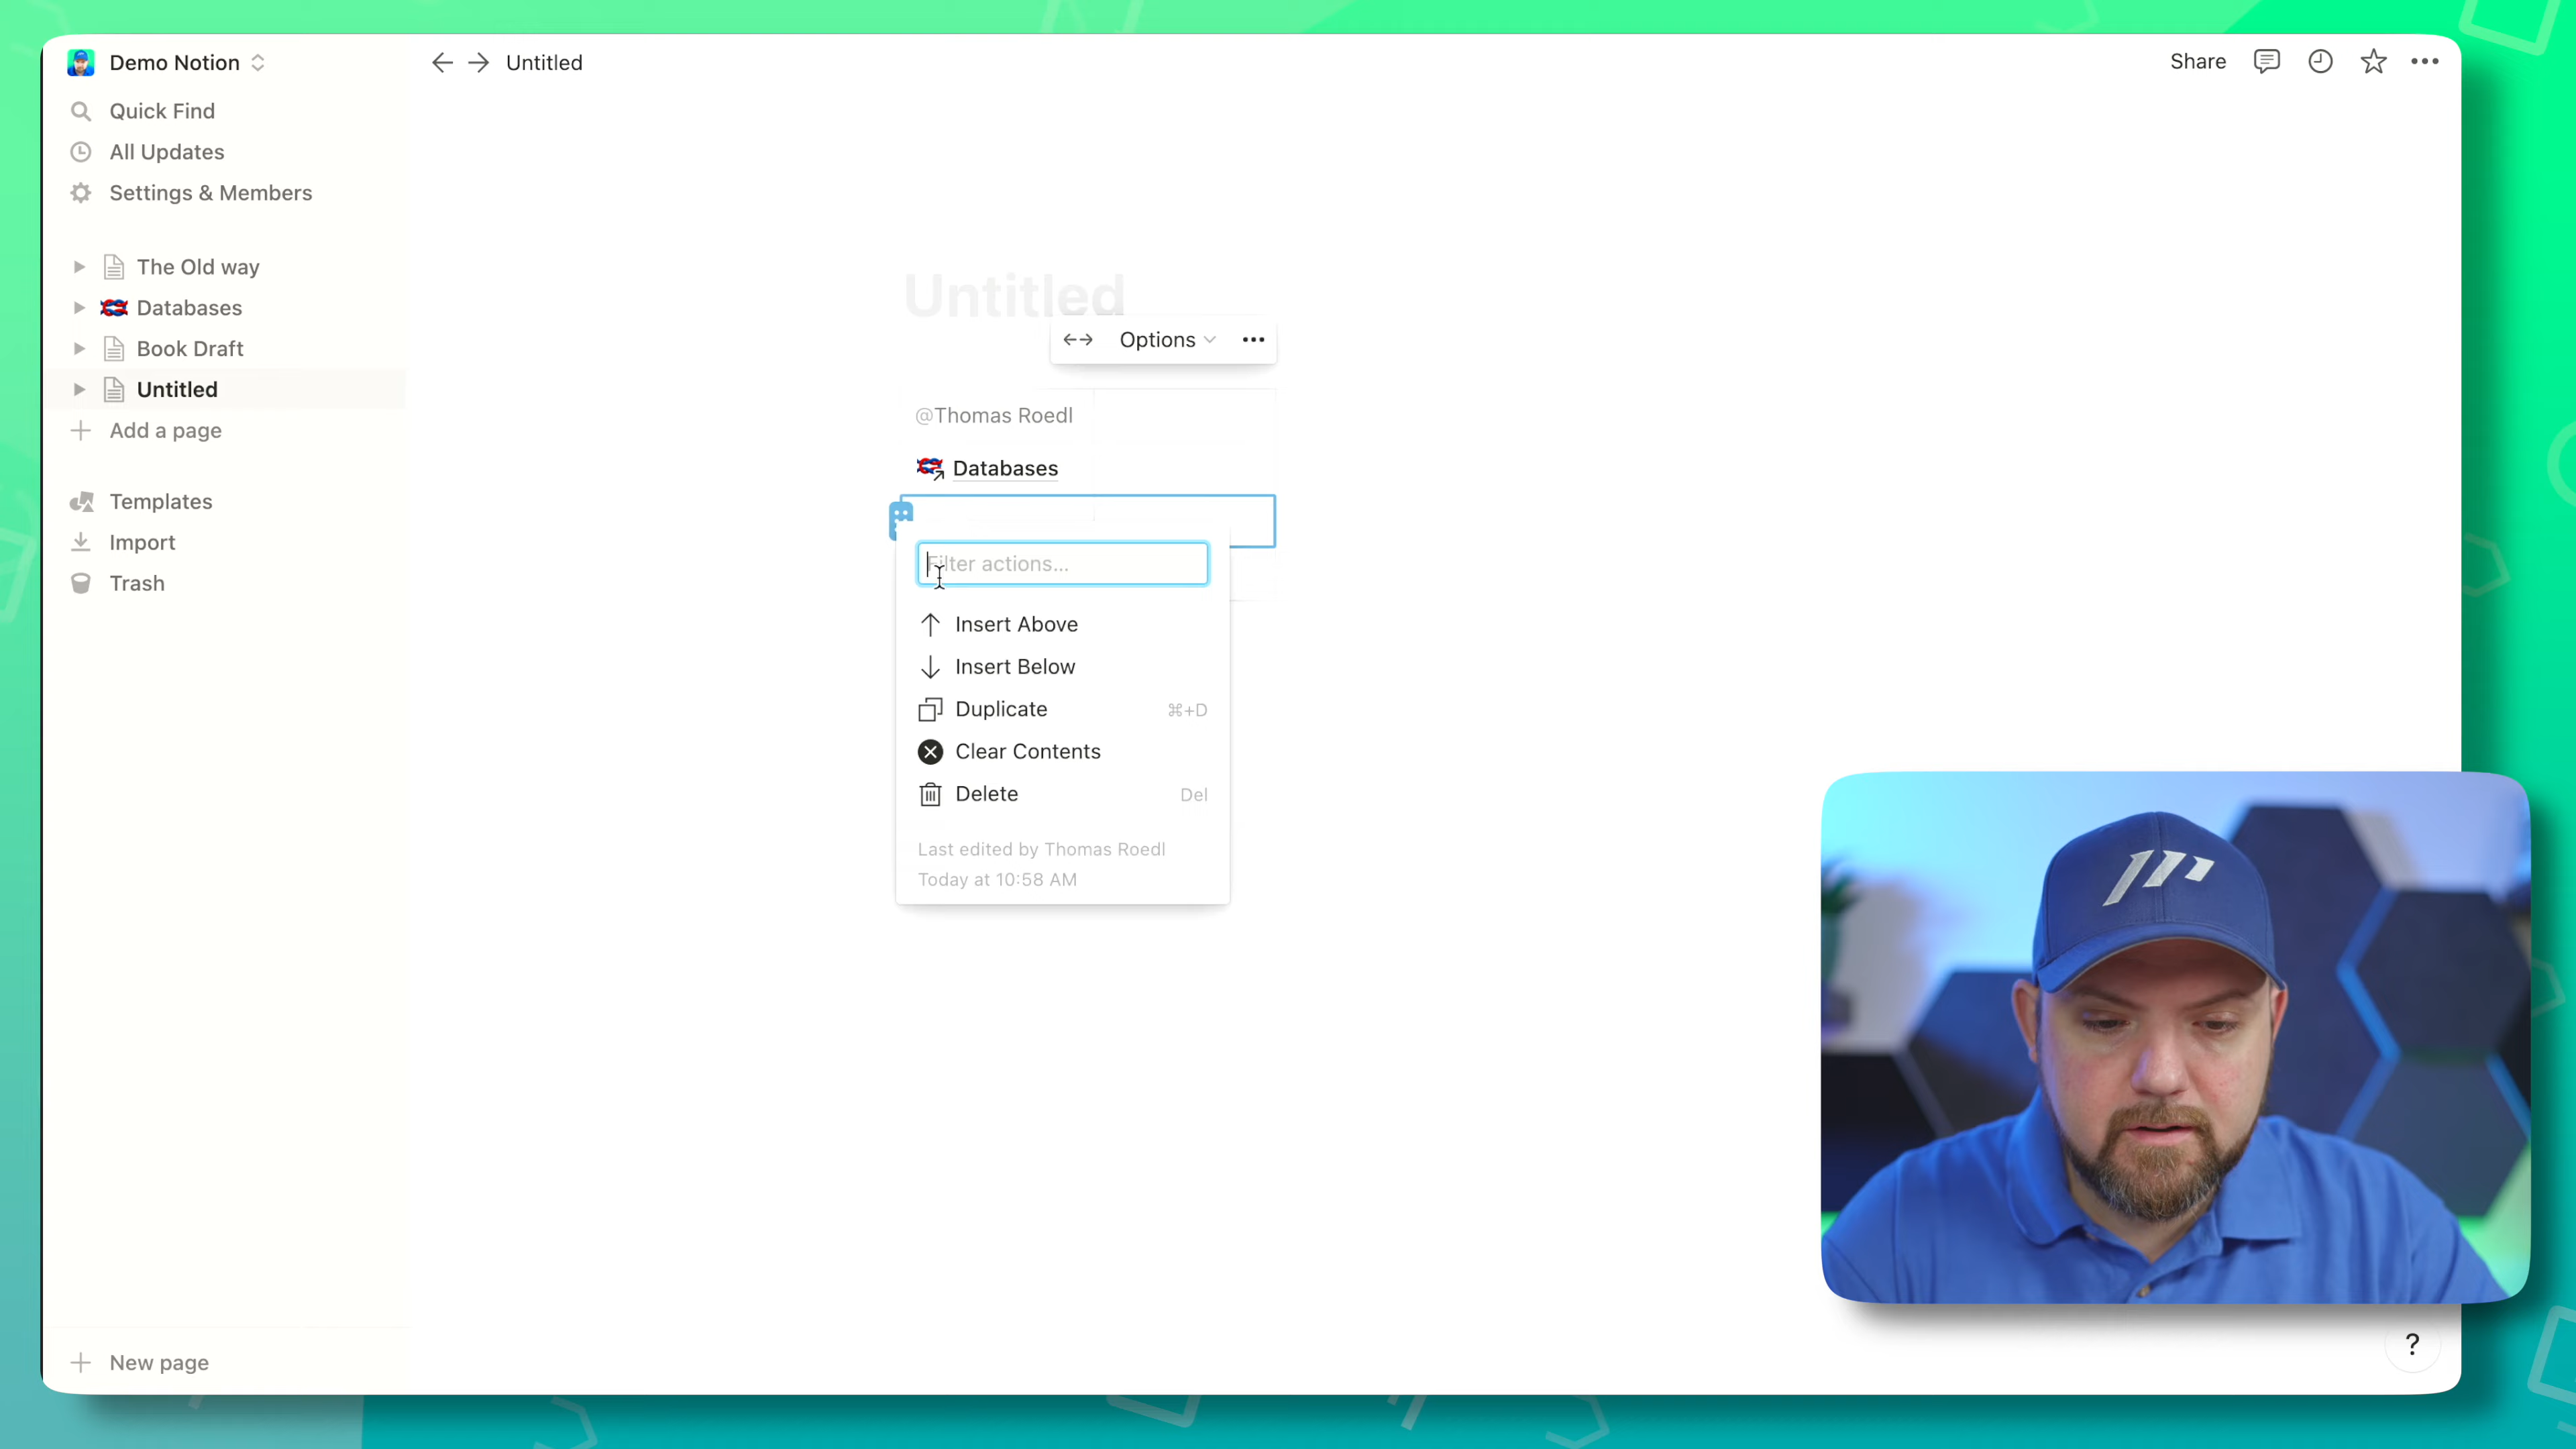 Demo Notion
Untitled
Share
Quick Find
All Updates
Settings & Members
The Old way
Databases
Book Draft
Untitled
Add a page
Templates
Import
Trash
New page
Untitled
Options
@Thomas Roedl
Databases
Filter actions...
Insert Above
Insert Below
Duplicate ⌘+D
Clear Contents
Delete Del
Last edited by Thomas Roedl
Today at 10:58 AM
?